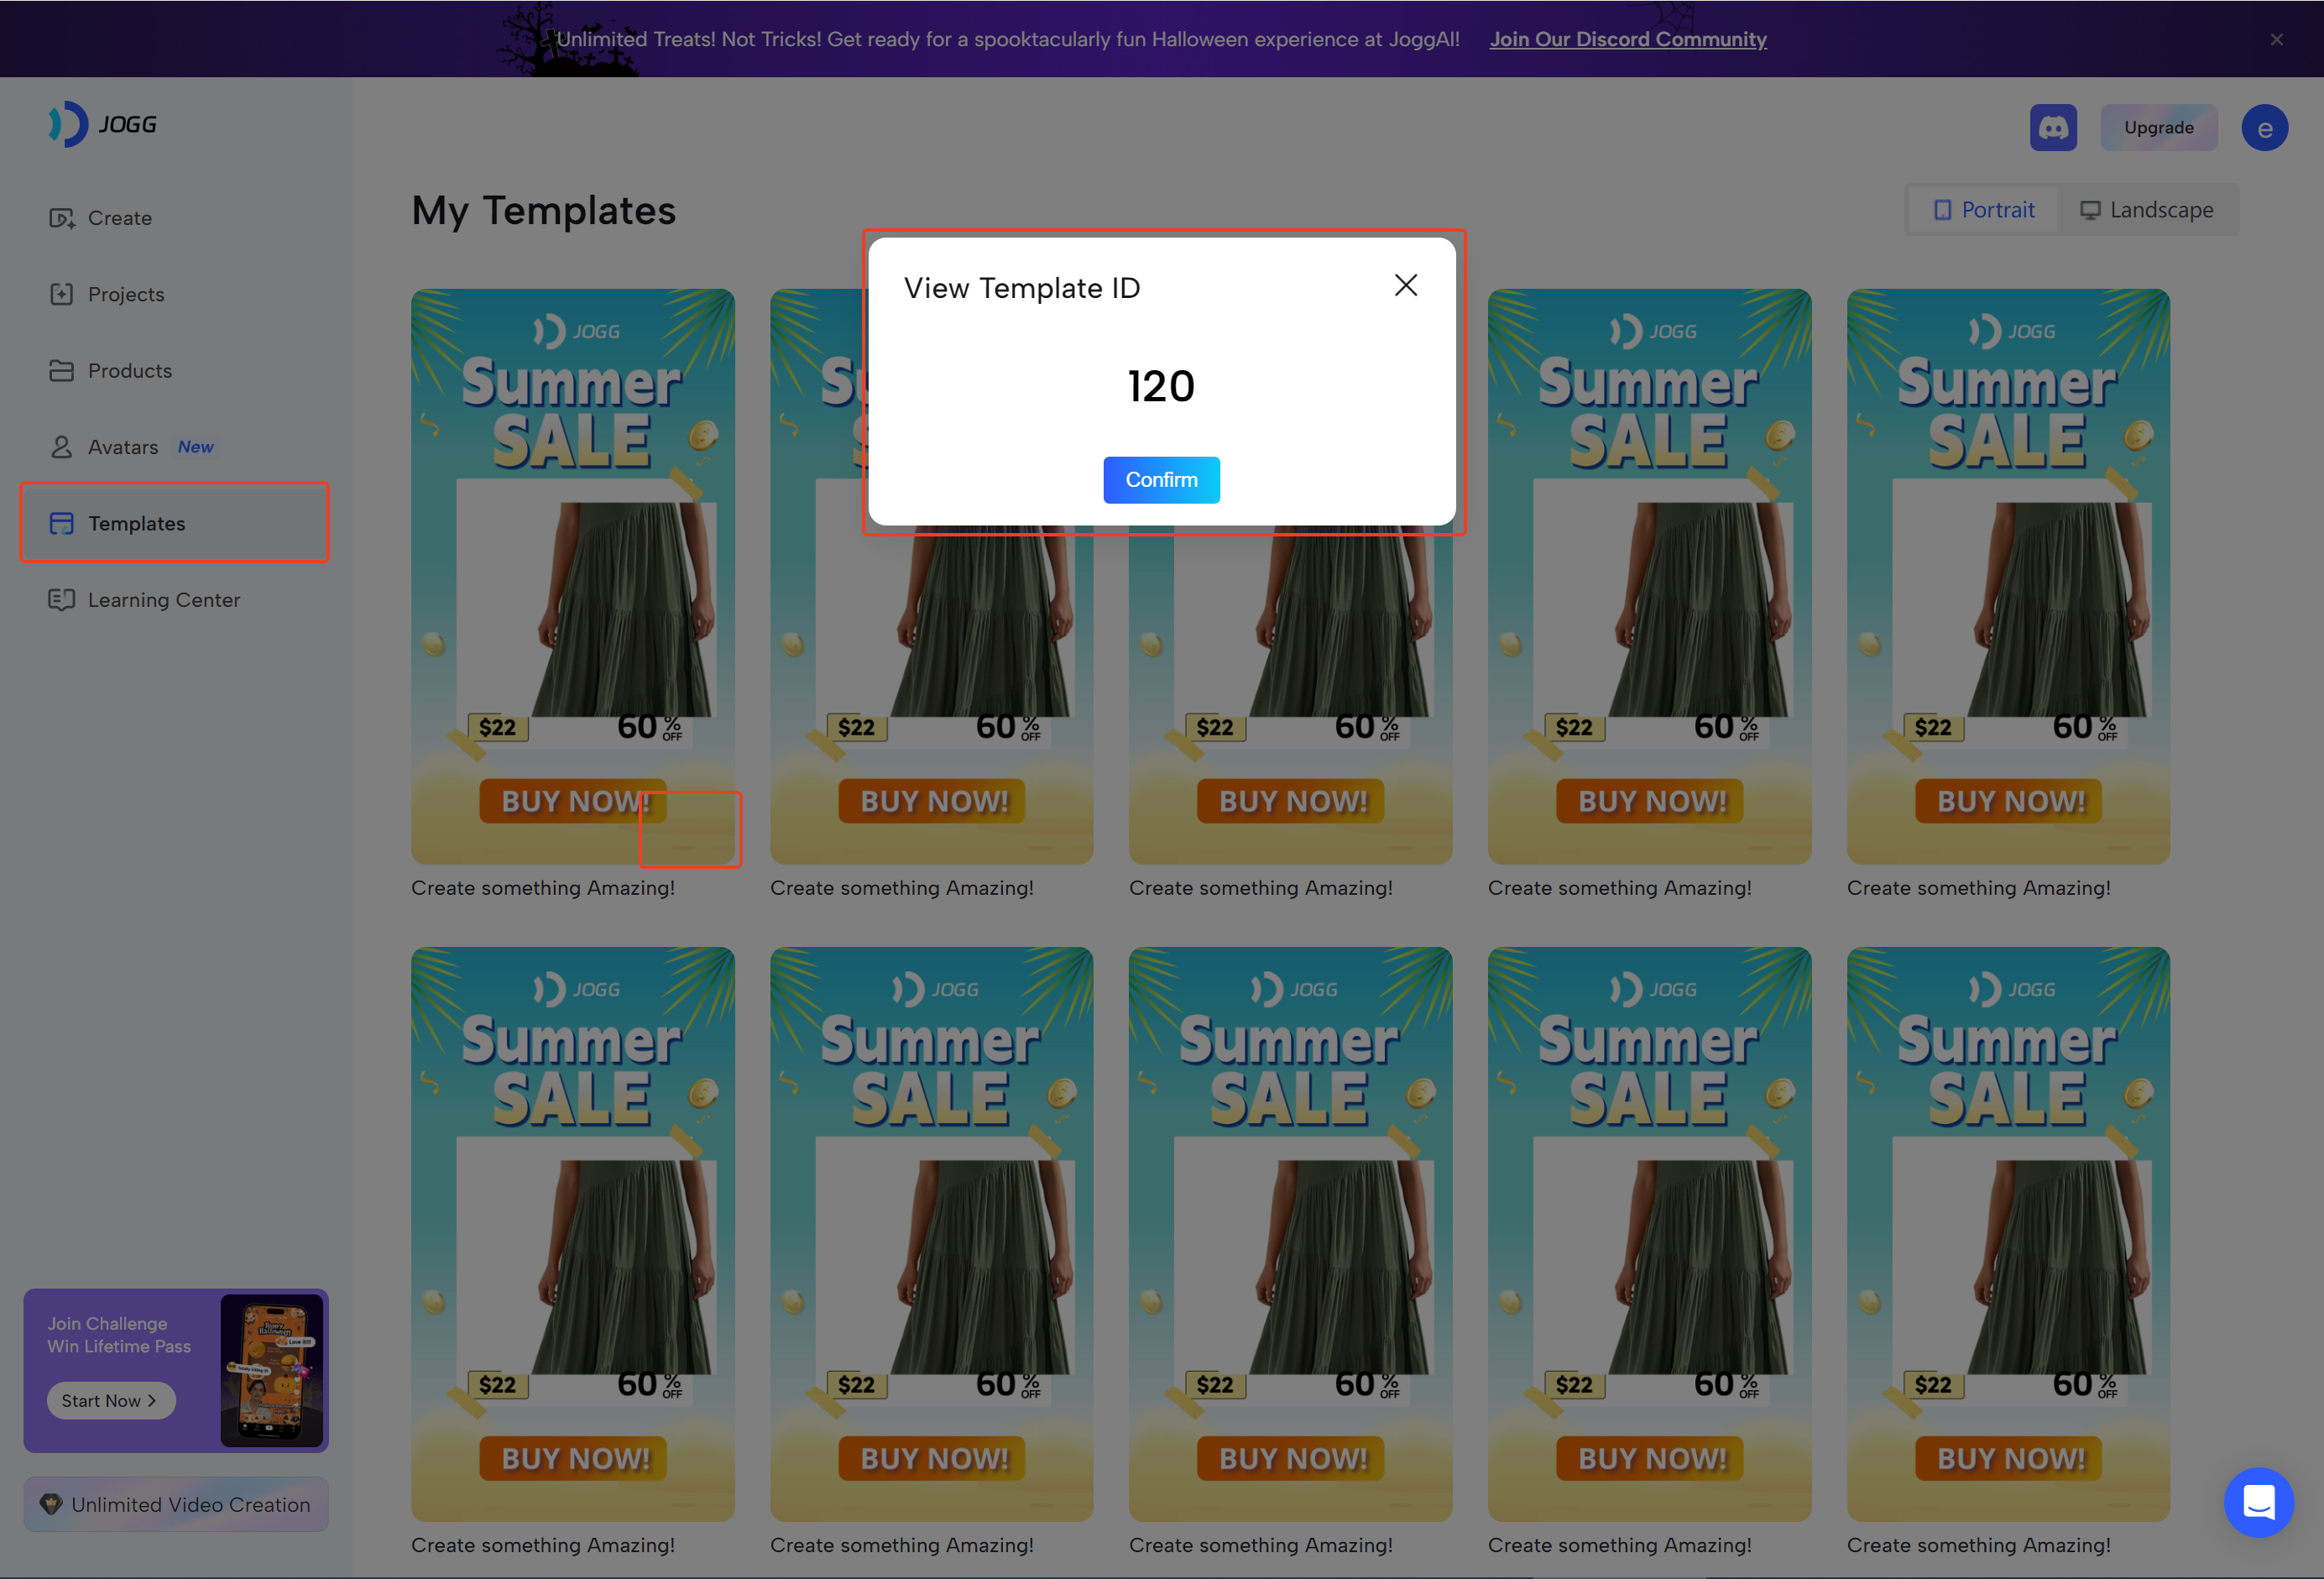 Unlimited Treats! Not Tricks! Get ready for a spooktacularly fun Halloween experience at JoggAI! Join Our Discord Community
JOGG
Upgrade
e
Create
Projects
Products
Avatars New
Templates
Learning Center
My Templates
Portrait
Landscape
View Template ID
120
Confirm
JOGG
Summer
SALE
$22
60 % OFF
BUY NOW!
Create something Amazing!
S
S
$22
60 % OFF
BUY NOW!
Create something Amazing!
$22
60 % OFF
BUY NOW!
Create something Amazing!
JOGG
Summer
SALE
$22
60 % OFF
BUY NOW!
Create something Amazing!
JOGG
Summer
SALE
$22
60 % OFF
BUY NOW!
Create something Amazing!
JOGG
Summer
SALE
$22
60 % OFF
BUY NOW!
Create something Amazing!
JOGG
Summer
SALE
$22
60 % OFF
BUY NOW!
Create something Amazing!
JOGG
Summer
SALE
$22
60 % OFF
BUY NOW!
Create something Amazing!
JOGG
Summer
SALE
$22
60 % OFF
BUY NOW!
Create something Amazing!
JOGG
Summer
SALE
$22
60 % OFF
BUY NOW!
Create something Amazing!
Join Challenge
Win Lifetime Pass
Start Now
Happy
Halloween
Unlimited Video Creation